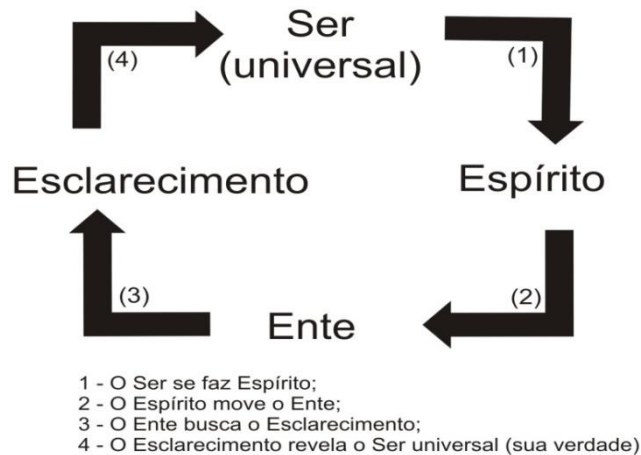 Ser
(universal)
(4)
(1)
Esclarecimento
Espírito
(3)
(2)
Ente
1 - O Ser se faz Espírito;
2 - O Espírito move o Ente;
3 - O Ente busca o Esclarecimento;
4 - O Esclarecimento revela o Ser universal (sua verdade)